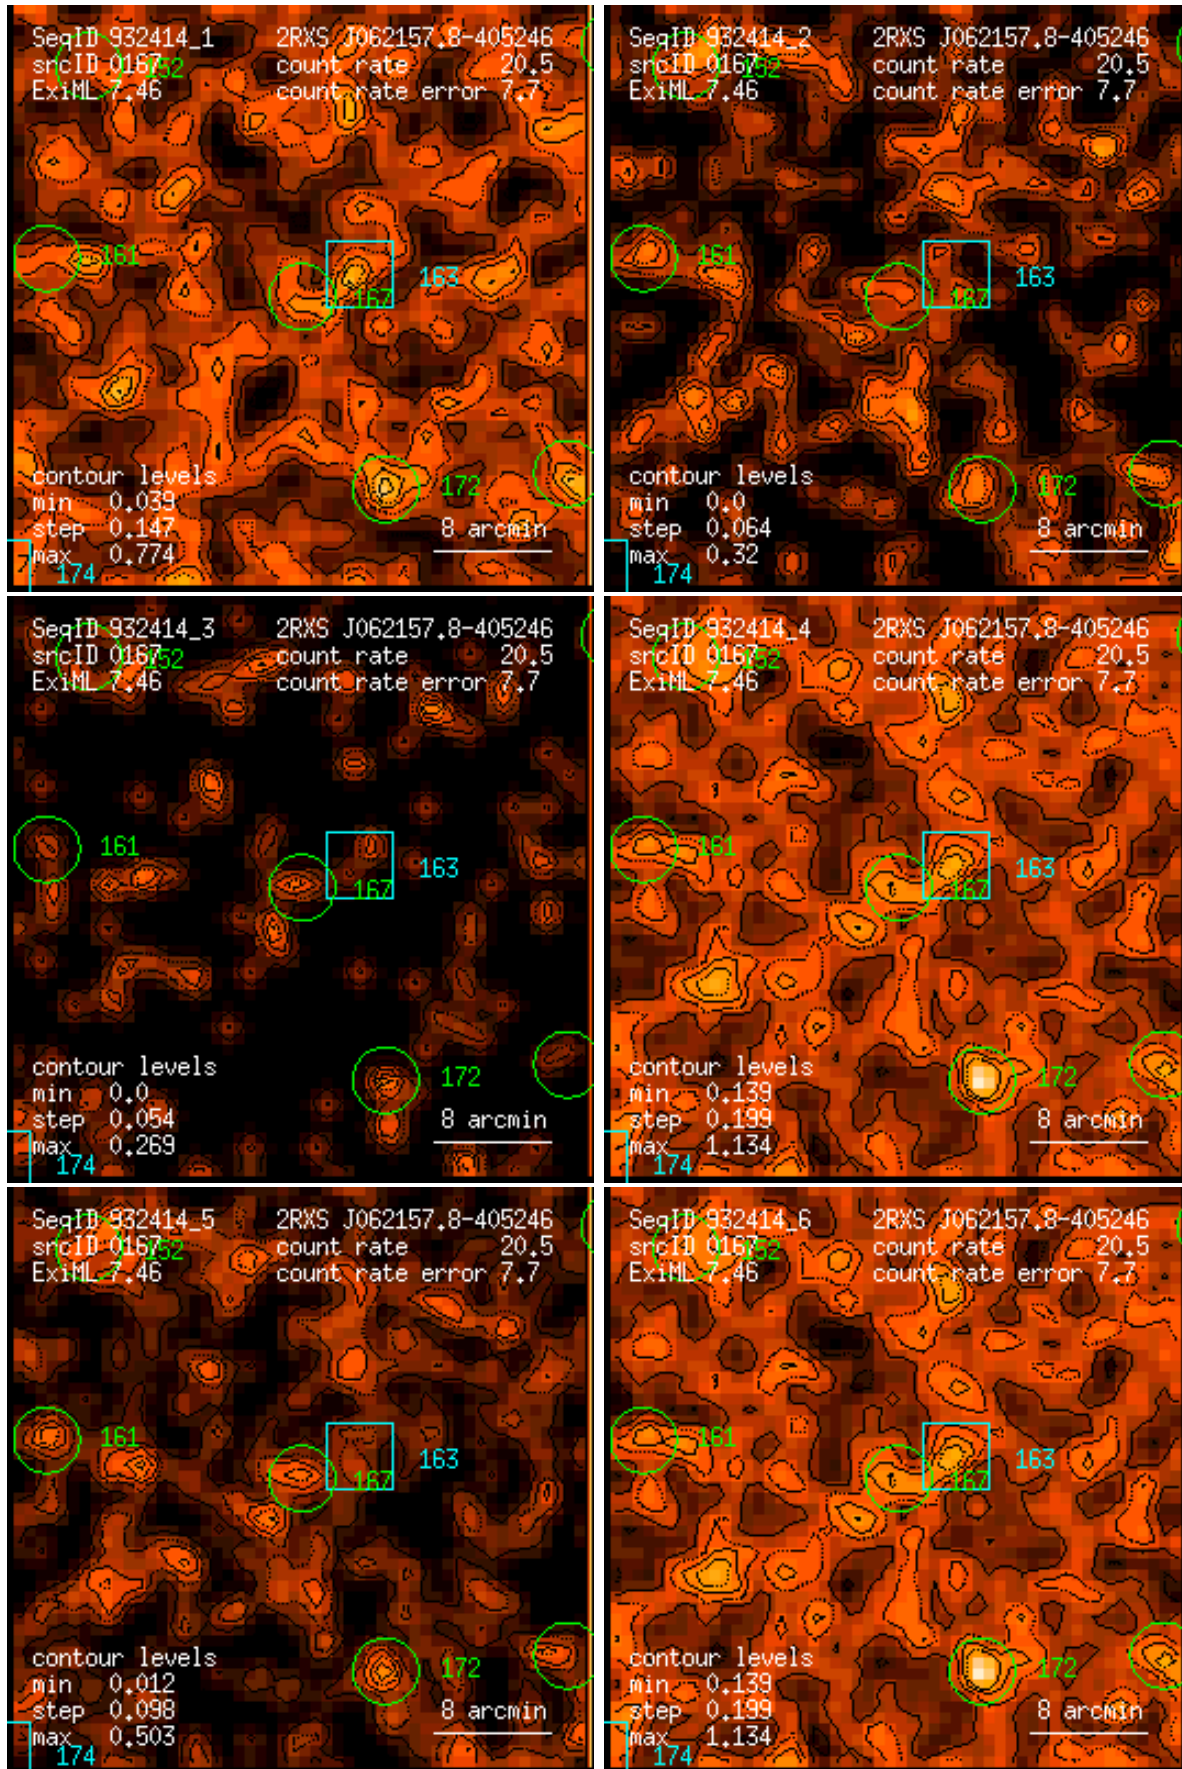 SeqID 932414_1 2RXS J062157.8-405246
srcID 0167 152 count rate 20.5
ExiML 7.46 count rate error 7.7
161
163
167
contour levels
172
min 0.039
step 0.147 8 arcmin
max 0.774
174
SeqID 932414_2 2RXS J062157.8-405246
srcID 0167 152 count rate 20.5
ExiML 7.46 count rate error 7.7
161
163
167
contour levels
172
min 0.0
step 0.064 8 arcmin
max 0.32
174
SeqID 932414_3 2RXS J062157.8-405246
srcID 0167 152 count rate 20.5
ExiML 7.46 count rate error 7.7
161
163
167
contour levels
172
min 0.0
step 0.054 8 arcmin
max 0.269
174
SeqID 932414_4 2RXS J062157.8-405246
srcID 0167 152 count rate 20.5
ExiML 7.46 count rate error 7.7
161
163
167
contour levels
172
min 0.139
step 0.199 8 arcmin
max 1.134
174
SeqID 932414_5 2RXS J062157.8-405246
srcID 0167 152 count rate 20.5
ExiML 7.46 count rate error 7.7
161
163
167
contour levels
172
min 0.012
step 0.098 8 arcmin
max 0.503
174
SeqID 932414_6 2RXS J062157.8-405246
srcID 0167 152 count rate 20.5
ExiML 7.46 count rate error 7.7
161
163
167
contour levels
172
min 0.139
step 0.199 8 arcmin
max 1.134
174